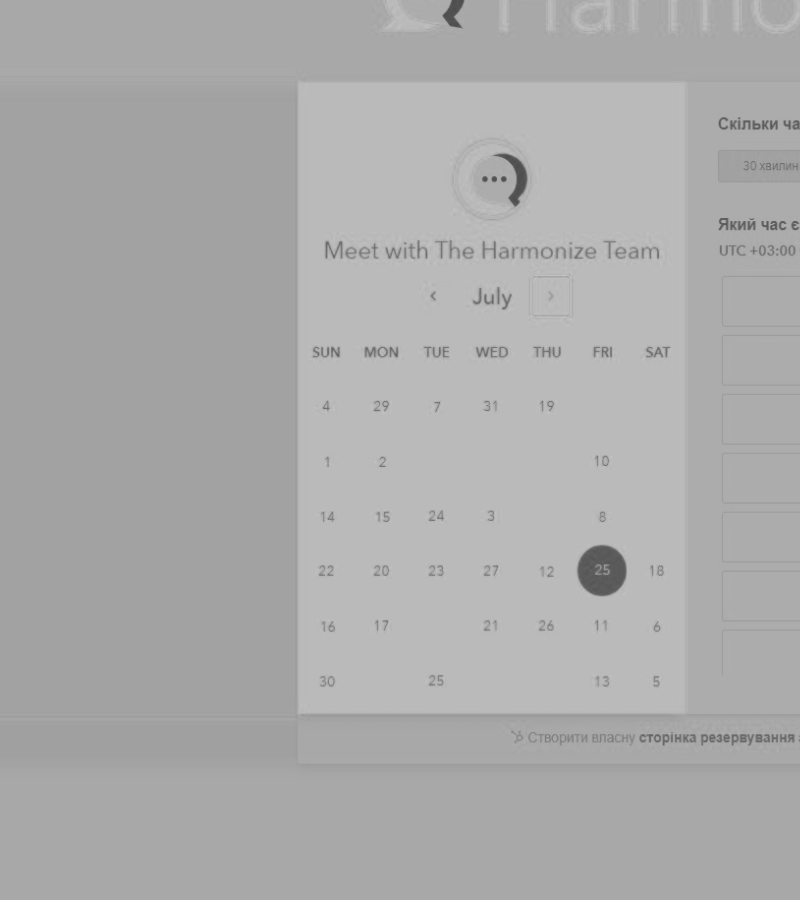 Harmo
Meet with The Harmonize Team
‹ July ›
SUN MON TUE WED THU FRI SAT
4 29 7 31 19
1 2 10
14 15 24 3 8
22 20 23 27 12 25 18
16 17 21 26 11 6
30 25 13 5
Скільки ча
30 хвилин
Який час є
UTC +03:00
Створити власну сторінка резервування